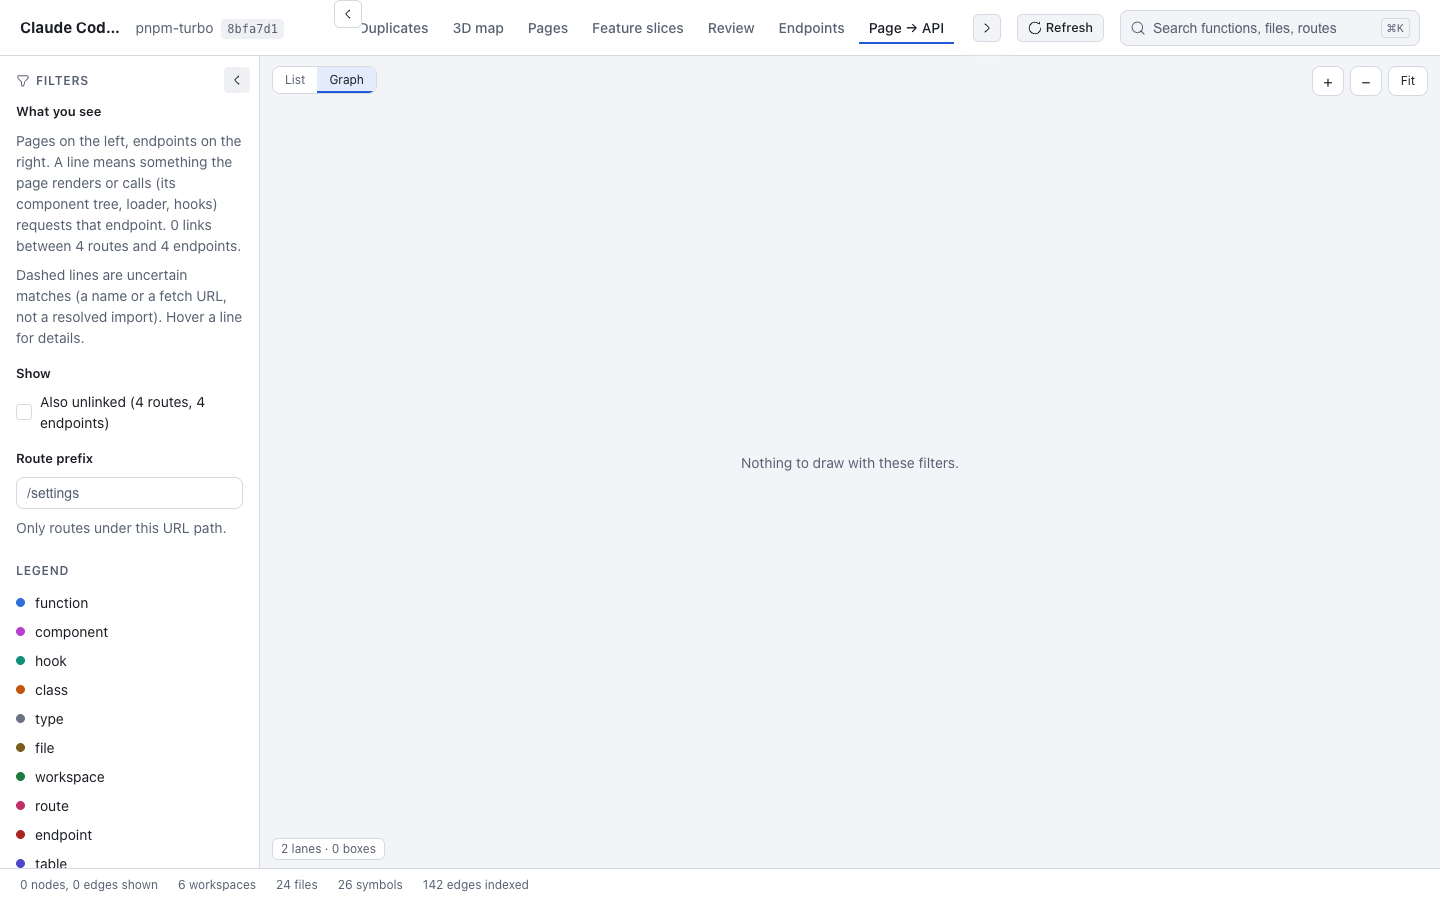 Claude Cod...
pnpm-turbo
8bfa7d1
Duplicates
3D map
Pages
Feature slices
Review
Endpoints
Page → API
Refresh
Search functions, files, routes
⌘K
FILTERS
What you see
Pages on the left, endpoints on the
right. A line means something the
page renders or calls (its
component tree, loader, hooks)
requests that endpoint. 0 links
between 4 routes and 4 endpoints.
Dashed lines are uncertain
matches (a name or a fetch URL,
not a resolved import). Hover a line
for details.
Show
Also unlinked (4 routes, 4
endpoints)
Route prefix
/settings
Only routes under this URL path.
LEGEND
function
component
hook
class
type
file
workspace
route
endpoint
table
List
Graph
+
−
Fit
Nothing to draw with these filters.
2 lanes · 0 boxes
0 nodes, 0 edges shown
6 workspaces
24 files
26 symbols
142 edges indexed